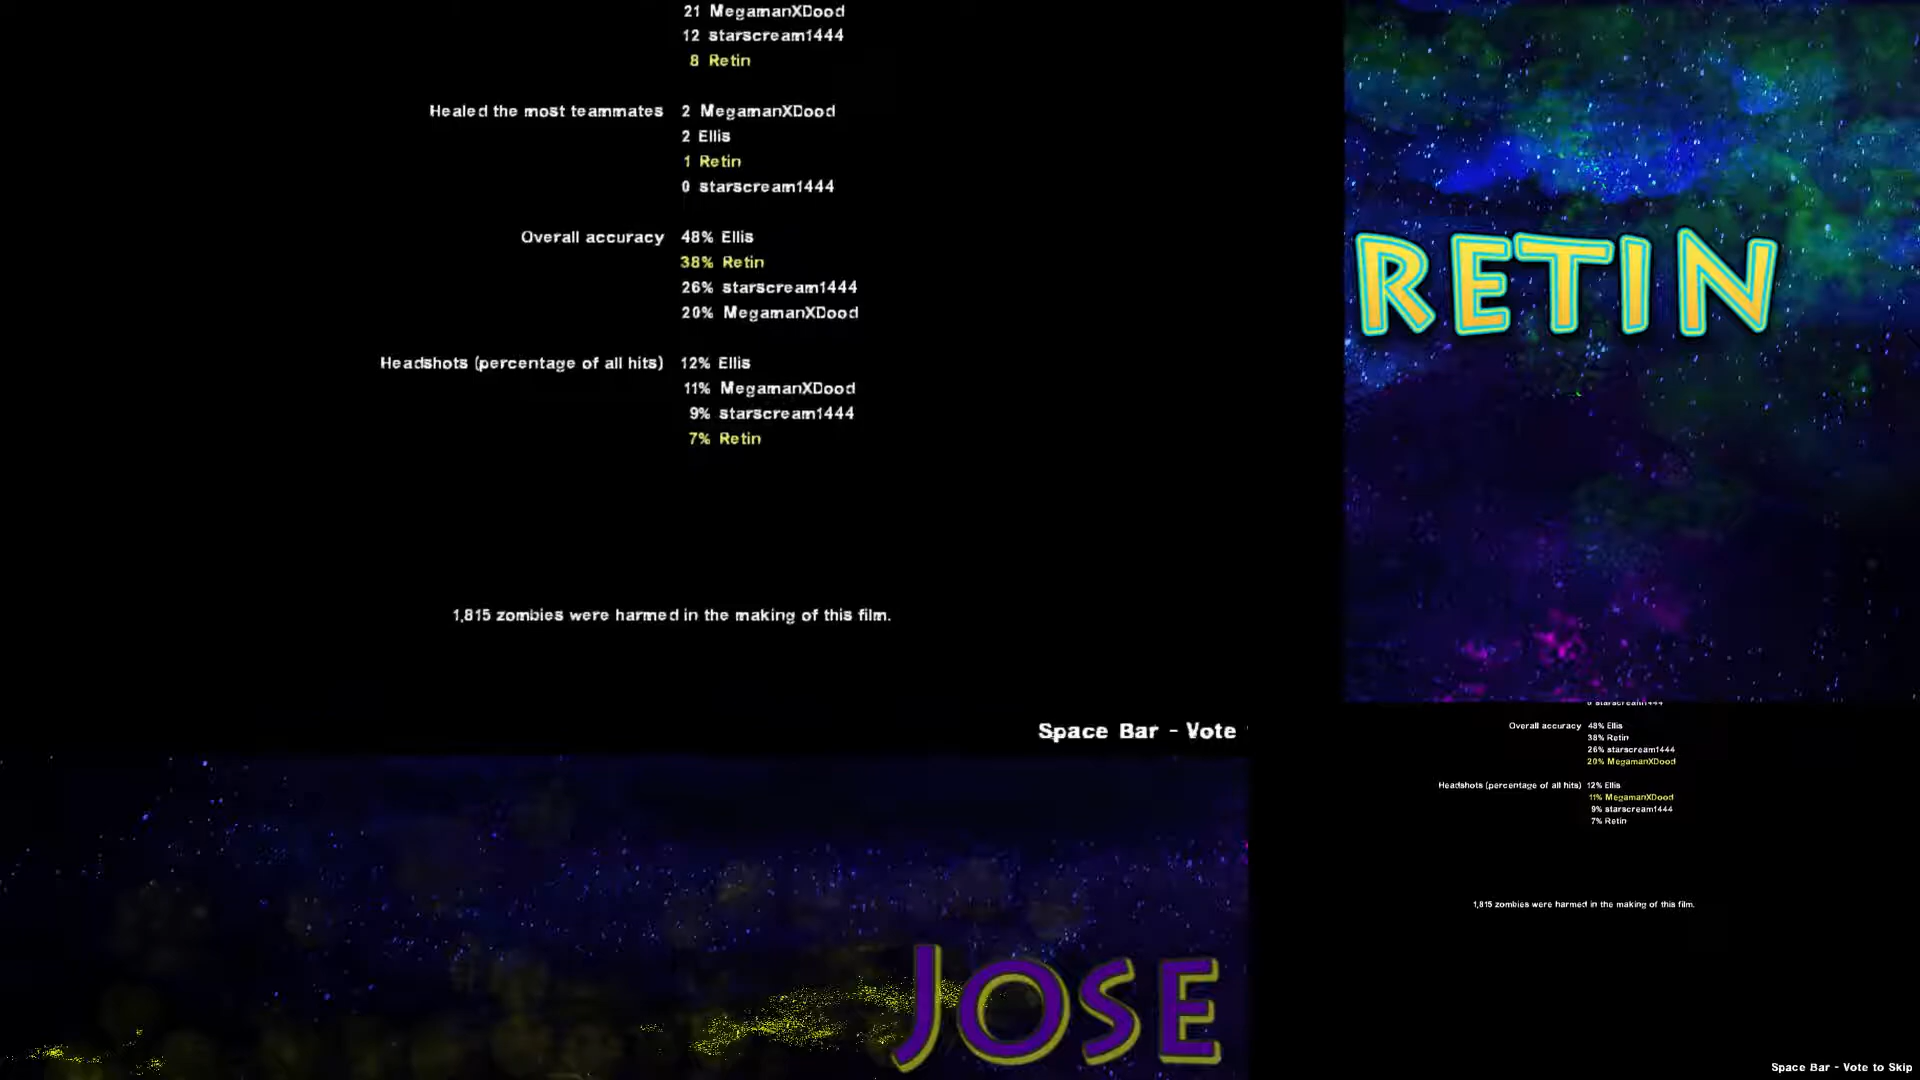 21 MegamanXDood
12 starscream1444
8 Retin
Healed the most teammates 2 MegamanXDood
2 Ellis
1 Retin
0 starscream1444
Overall accuracy 48% Ellis
38% Retin
26% starscream1444
20% MegamanXDood
Headshots (percentage of all hits) 12% Ellis
11% MegamanXDood
9% starscream1444
7% Retin
1,815 zombies were harmed in the making of this film.
Space Bar - Vote
RETIN
JOSE
0 starscream1444
Overall accuracy 48% Ellis
38% Retin
26% starscream1444
20% MegamanXDood
Headshots (percentage of all hits) 12% Ellis
11% MegamanXDood
9% starscream1444
7% Retin
1,815 zombies were harmed in the making of this film.
Space Bar - Vote to Skip